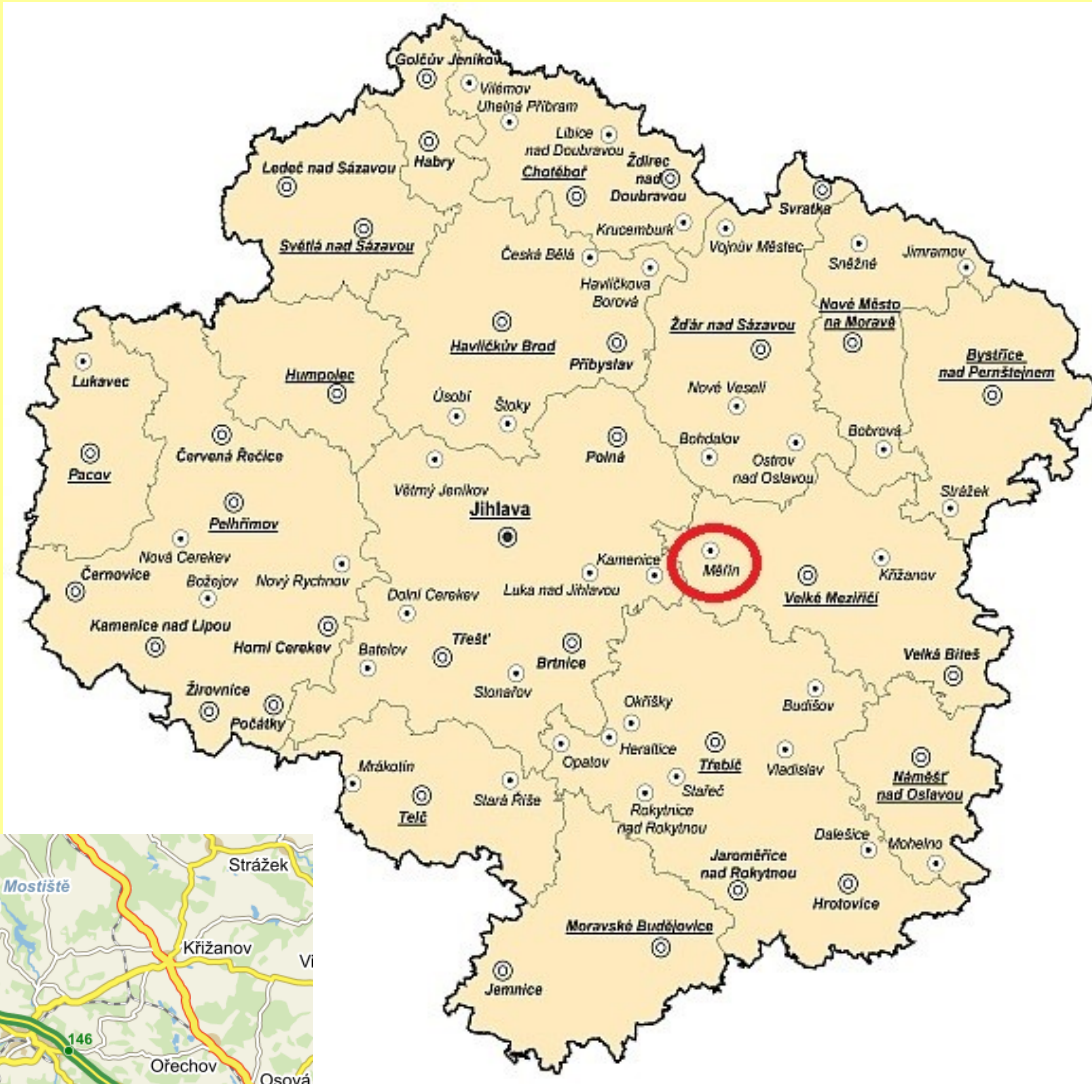 Golčův Jeníkov
Vilémov
Uhelná Příbram
Libice
nad Doubravou
Habry
Ledeč nad Sázavou
Chotěboř
Ždírec
nad
Doubravou
Svratka
Světlá nad Sázavou
Krucemburk
Vojnův Městec
Sněžné
Jimramov
Česká Bělá
Havlíčkova
Borová
Nové Město
na Moravě
Žďár nad Sázavou
Havlíčkův Brod
Přibyslav
Bystřice
nad Pernštejnem
Lukavec
Humpolec
Nové Veselí
Úsobí
Štoky
Bohdalov
Bobrová
Ostrov
nad Oslavou
Pacov
Červená Řečice
Polná
Větrný Jeníkov
Strážek
Jihlava
Pelhřimov
Nová Cerekev
Kamenice
Měřín
Křižanov
Černovice
Božejov
Nový Rychnov
Luka nad Jihlavou
Velké Meziříčí
Dolní Cerekev
Kamenice nad Lipou
Horní Cerekev
Třešť
Batelov
Brtnice
Velká Bíteš
Stonařov
Žirovnice
Počátky
Budišov
Okříšky
Heraltice
Opatov
Třebíč
Vladislav
Mrákotín
Telč
Stará Říše
Stařeč
Rokytnice
nad Rokytnou
Náměšť
nad Oslavou
Dalešice
Mohelno
Jaroměřice
nad Rokytnou
Hrotovice
Moravské Budějovice
Jemnice
Strážek
Mostiště
Křižanov
Ví
146
Ořechov
Osová